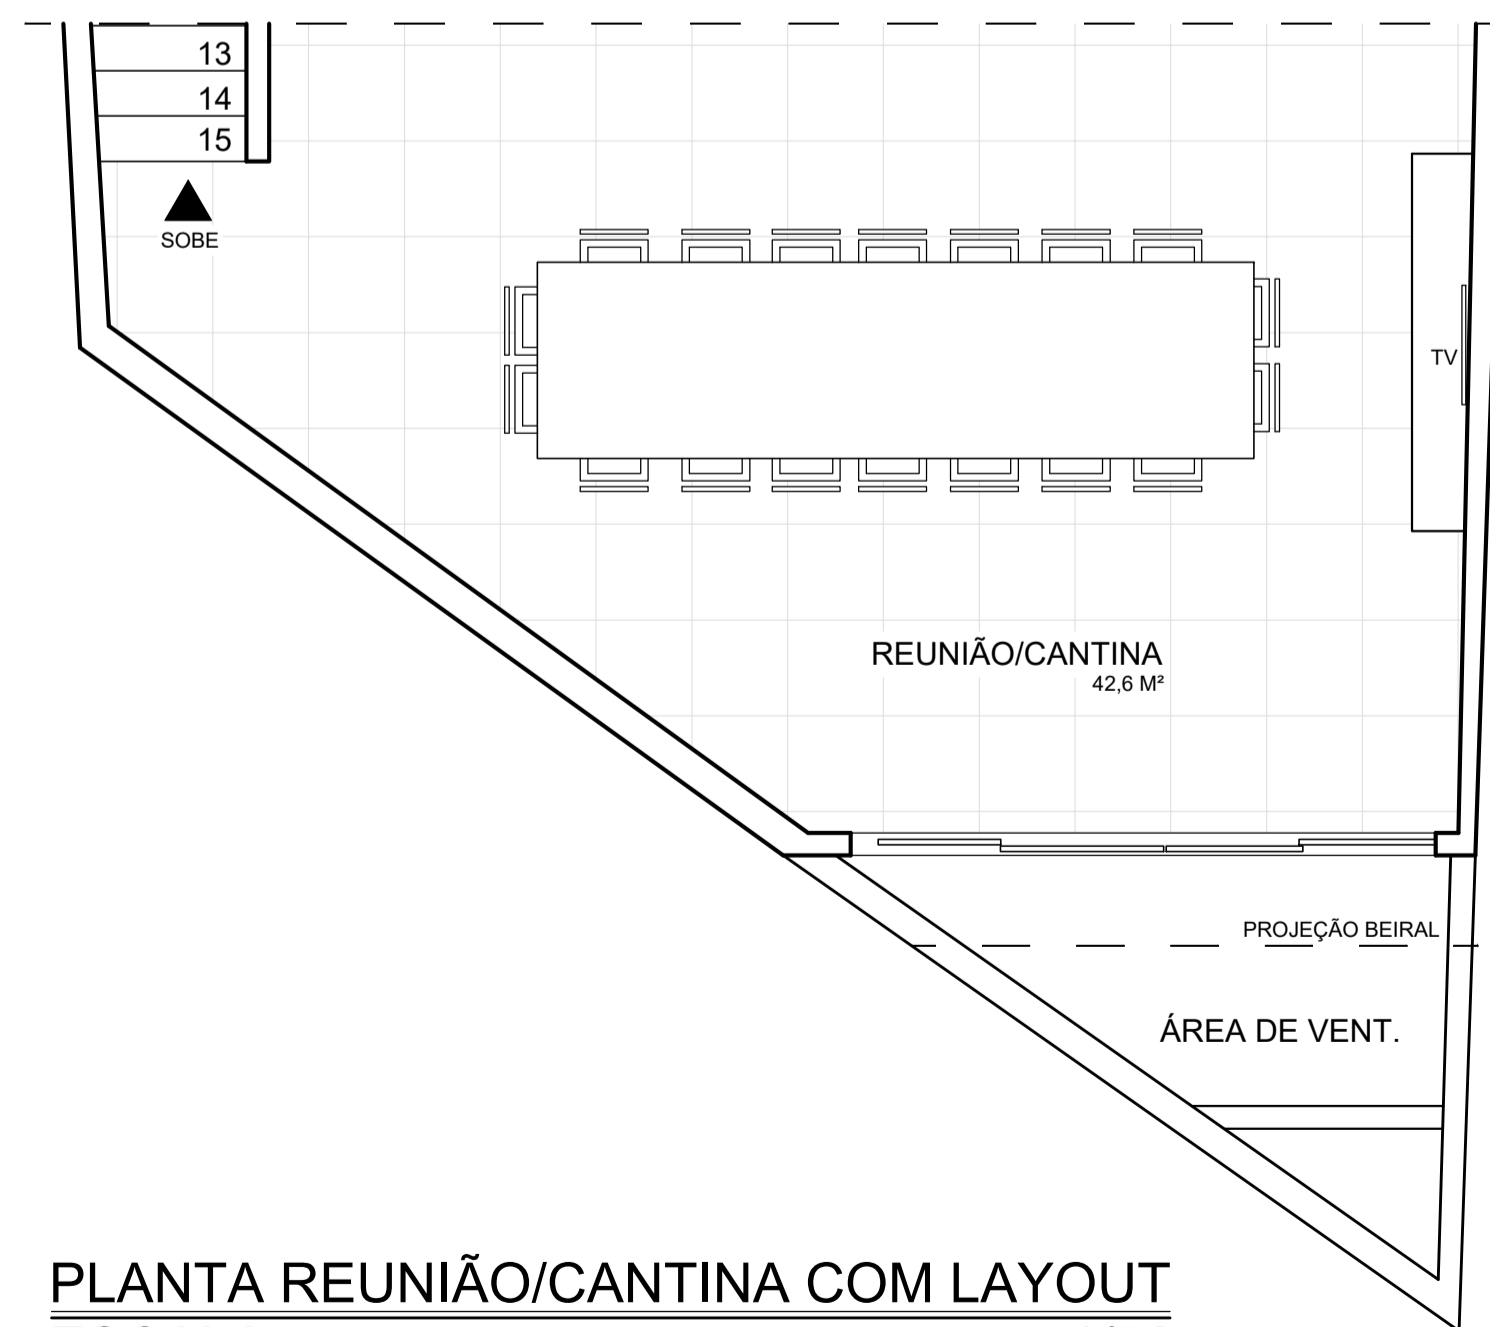 13
14
15
SOBE
TV
REUNIÃO/CANTINA
42,6 M²
PROJEÇÃO BEIRAL
ÁREA DE VENT.
PLANTA REUNIÃO/CANTINA COM LAYOUT